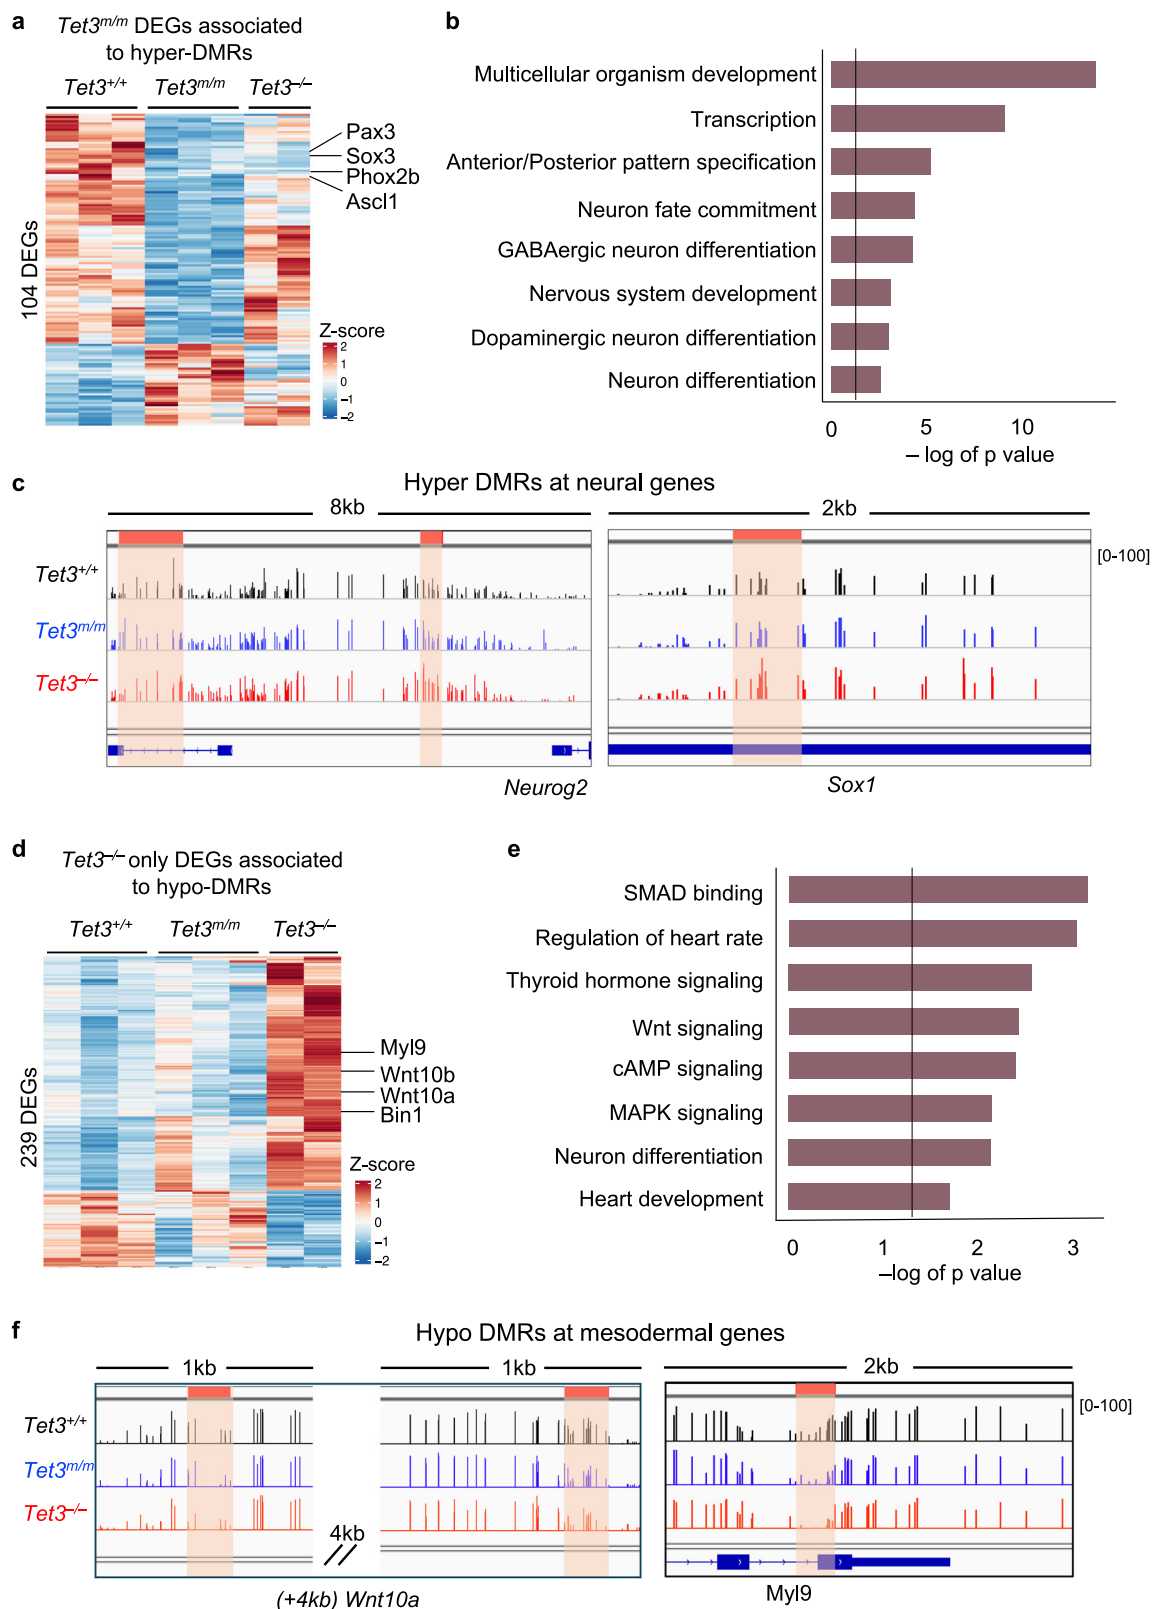 a
Tet3m/m DEGs associated
to hyper-DMRs
Tet3+/+ Tet3m/m Tet3−/−
Pax3
Sox3
Phox2b
Ascl1
104 DEGs
Z-score
2
1
0
−1
−2
b
Multicellular organism development
Transcription
Anterior/Posterior pattern specification
Neuron fate commitment
GABAergic neuron differentiation
Nervous system development
Dopaminergic neuron differentiation
Neuron differentiation
0 5 10
− log of p value
c
Hyper DMRs at neural genes
8kb 2kb
[0-100]
Tet3+/+
Tet3m/m
Tet3−/−
Neurog2 Sox1
d
Tet3−/− only DEGs associated
to hypo-DMRs
Tet3+/+ Tet3m/m Tet3−/−
Myl9
Wnt10b
Wnt10a
Bin1
239 DEGs
Z-score
2
1
0
−1
−2
e
SMAD binding
Regulation of heart rate
Thyroid hormone signaling
Wnt signaling
cAMP signaling
MAPK signaling
Neuron differentiation
Heart development
0 1 2 3
−log of p value
f
Hypo DMRs at mesodermal genes
1kb 1kb 2kb
[0-100]
Tet3+/+
Tet3m/m
Tet3−/−
4kb
(+4kb) Wnt10a Myl9